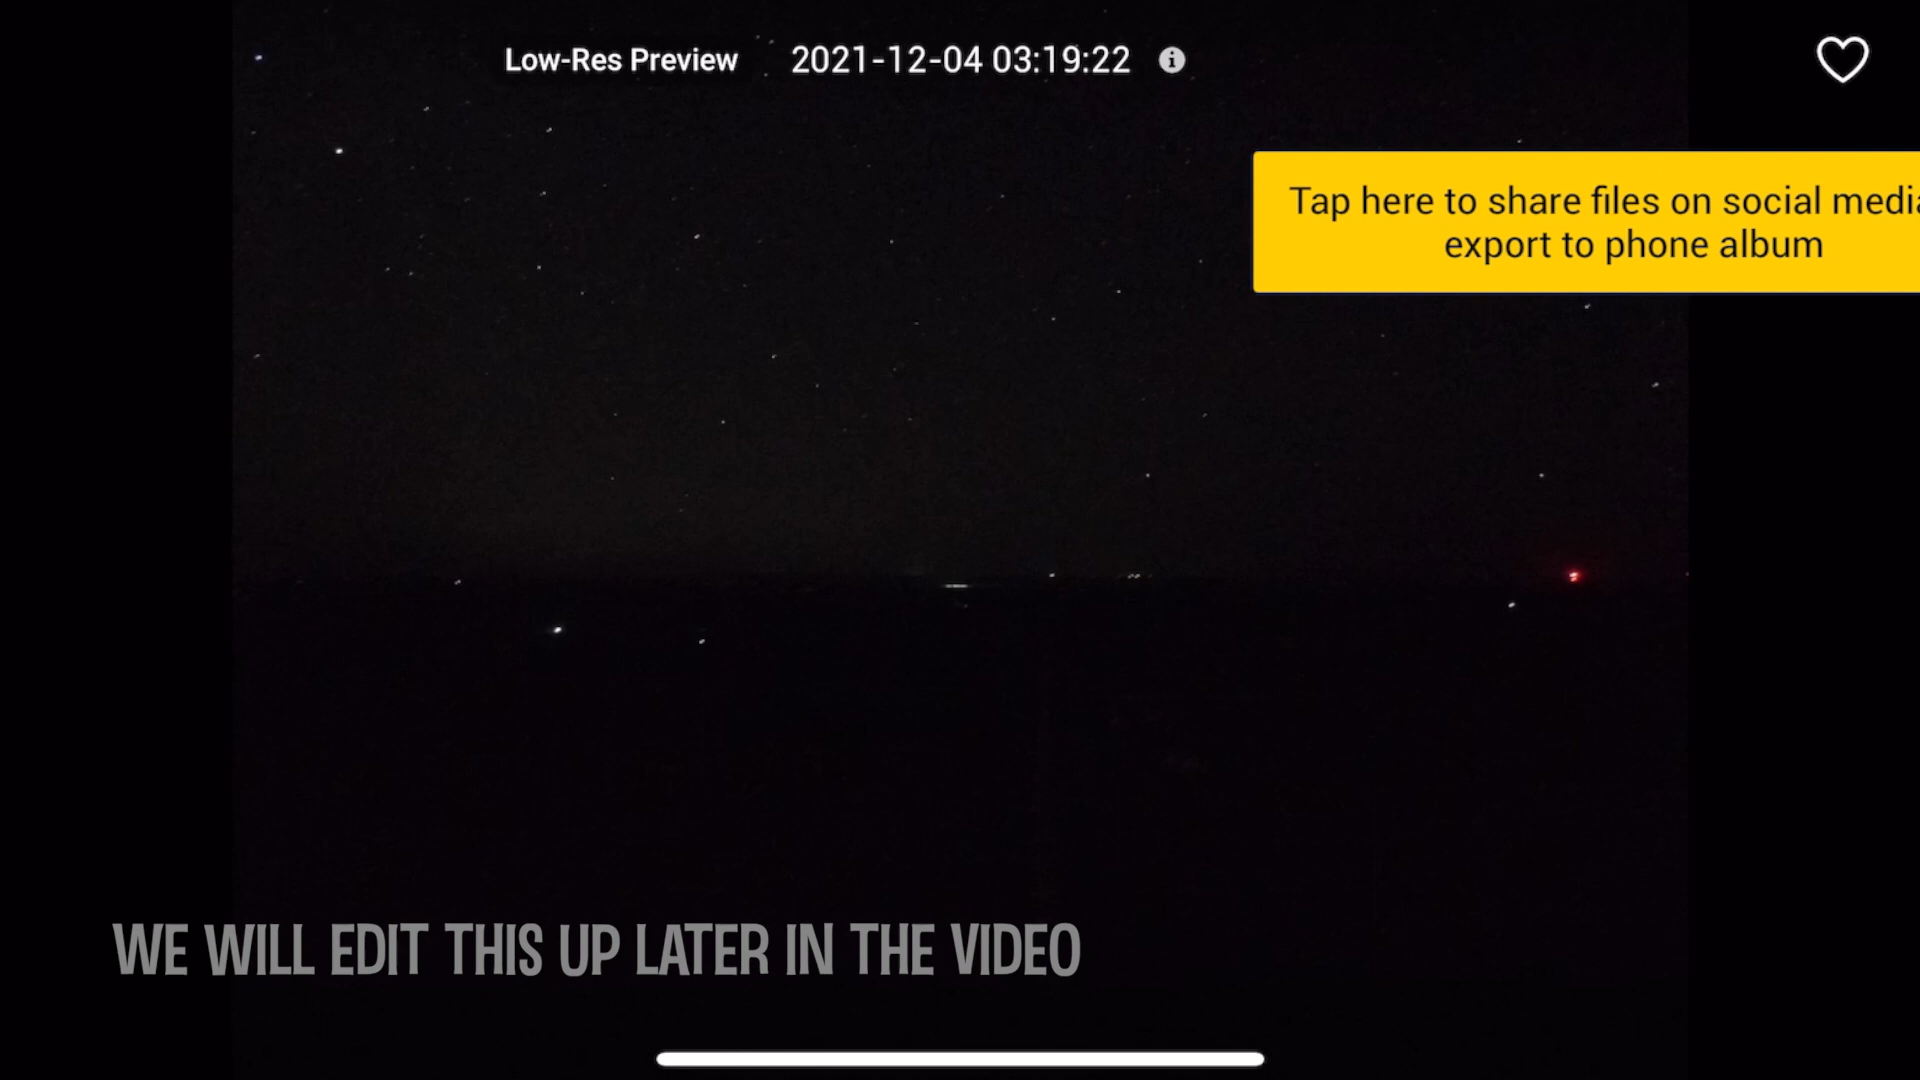 Low-Res Preview 2021-12-04 03:19:22
Tap here to share files on social media
export to phone album
WE WILL EDIT THIS UP LATER IN THE VIDEO